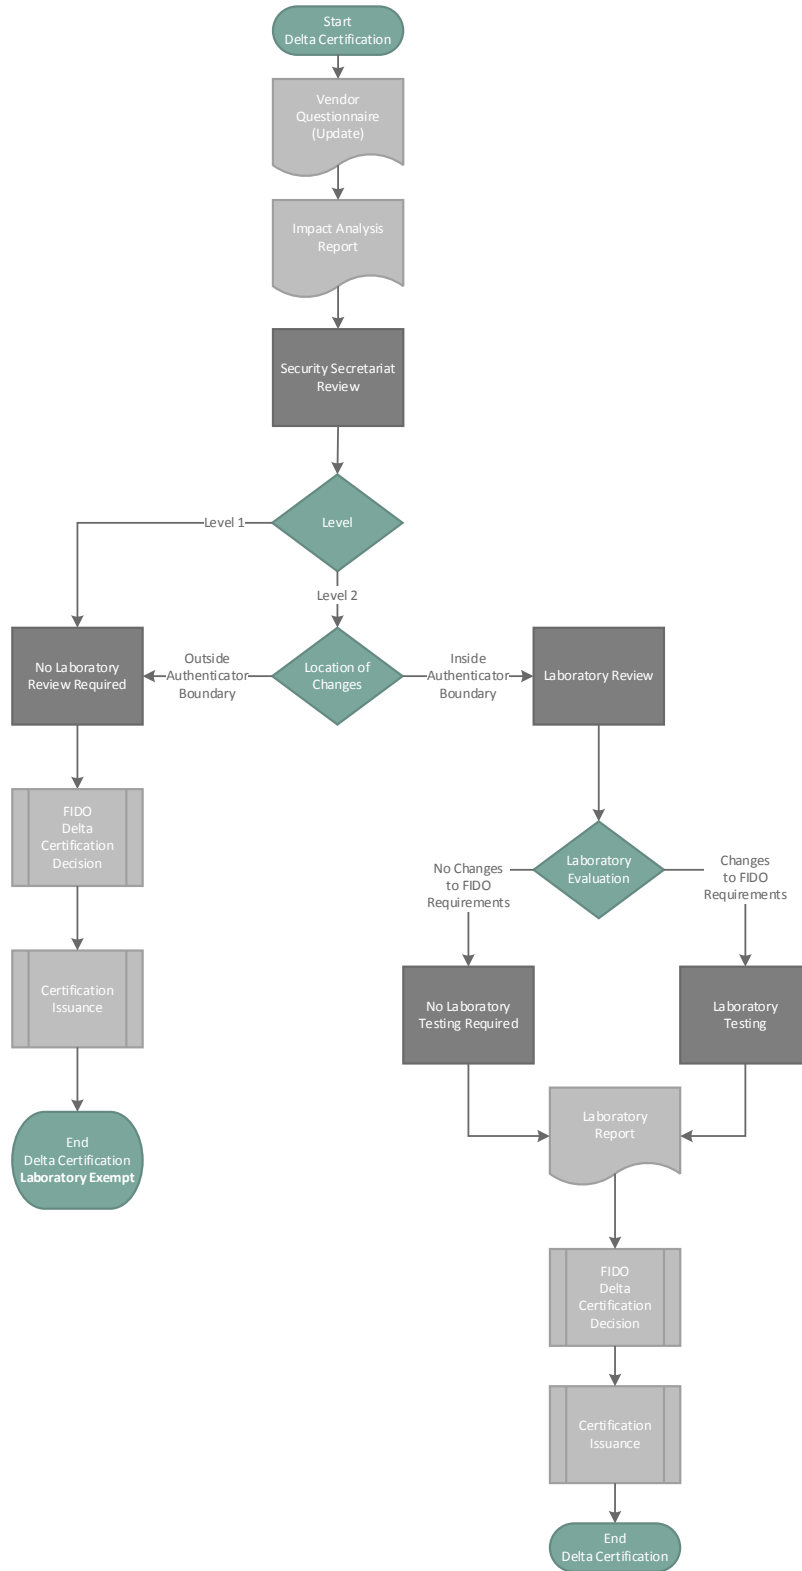 Start
Delta Certification
Vendor
Questionnaire
(Update)
Impact Analysis
Report
Security Secretariat
Review
Level
Level 1
Level 2
No Laboratory
Review Required
Outside
Authenticator
Boundary
Location of
Changes
Inside
Authenticator
Boundary
Laboratory Review
FIDO
Delta
Certification
Decision
Certification
Issuance
End
Delta Certification
Laboratory Exempt
Laboratory
Evaluation
No Changes
to FIDO
Requirements
Changes
to FIDO
Requirements
No Laboratory
Testing Required
Laboratory
Testing
Laboratory
Report
FIDO
Delta
Certification
Decision
Certification
Issuance
End
Delta Certification